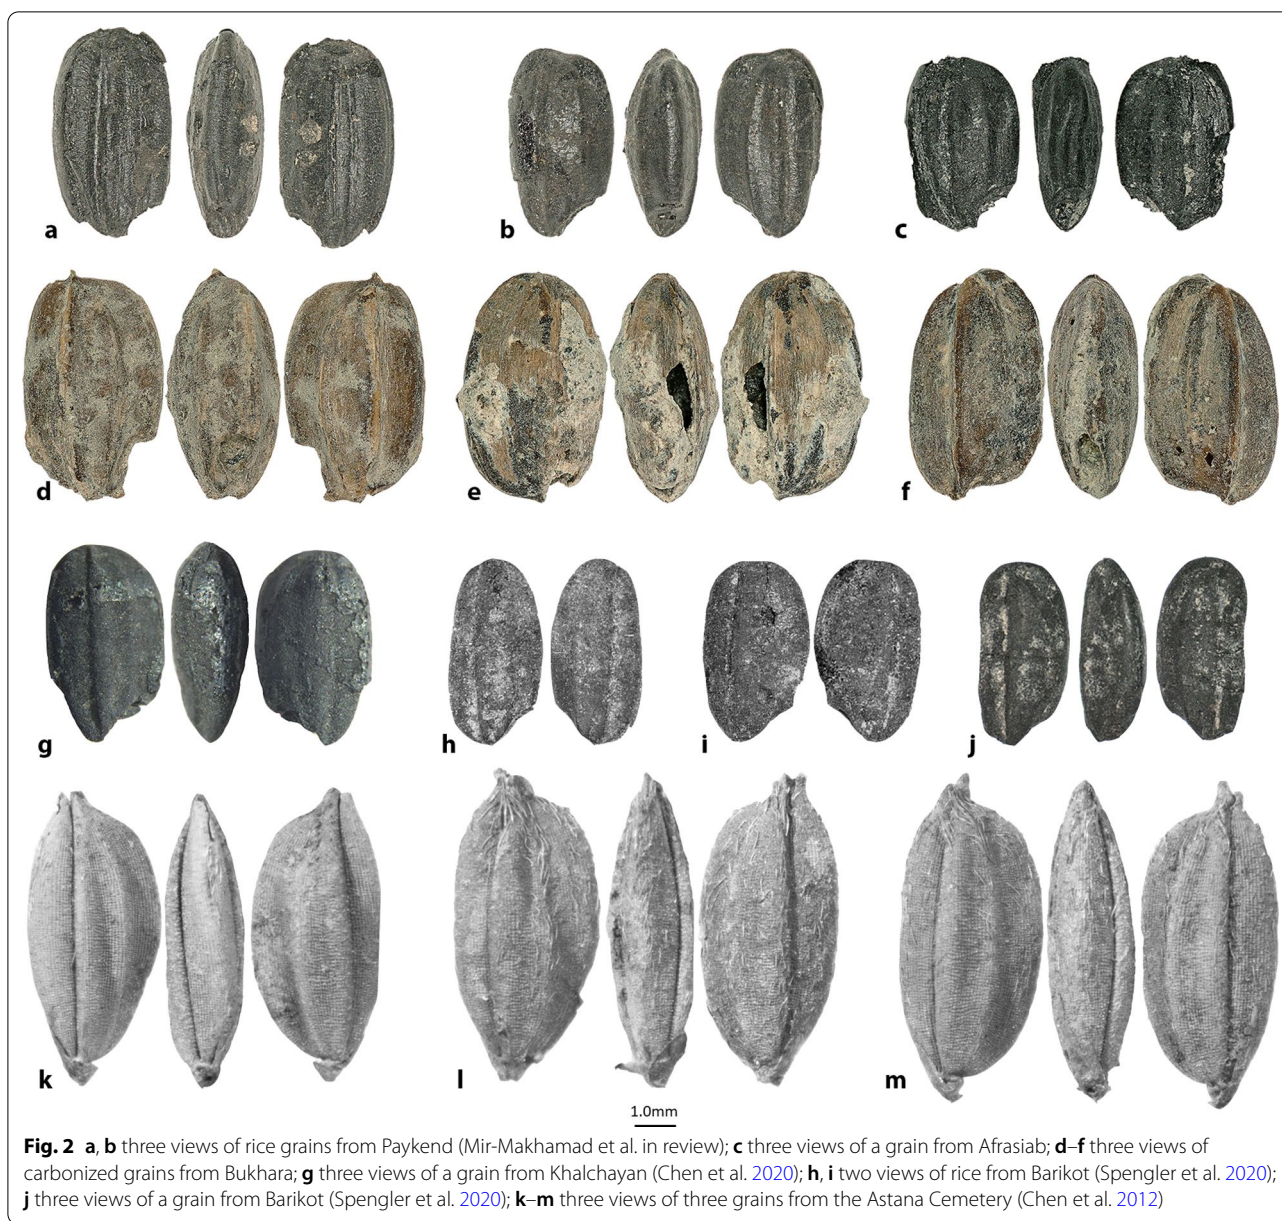 a
b
c
d
e
f
g
h
i
j
k
l
m
1.0mm
Fig. 2 a, b three views of rice grains from Paykend (Mir-Makhamad et al. in review); c three views of a grain from Afrasiab; d–f three views of
carbonized grains from Bukhara; g three views of a grain from Khalchayan (Chen et al. 2020); h, i two views of rice from Barikot (Spengler et al. 2020);
j three views of a grain from Barikot (Spengler et al. 2020); k–m three views of three grains from the Astana Cemetery (Chen et al. 2012)